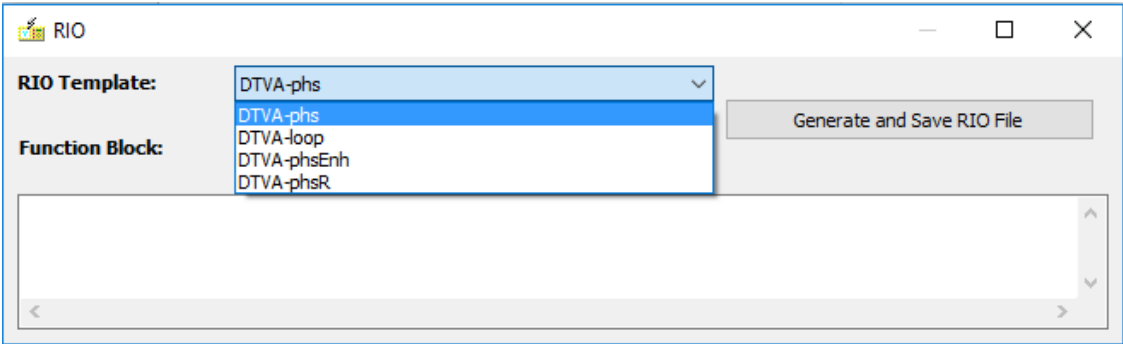 RIO
RIO Template:
DTVA-phs
Generate and Save RIO File
DTVA-phs
DTVA-loop
DTVA-phsEnh
DTVA-phsR
Function Block: